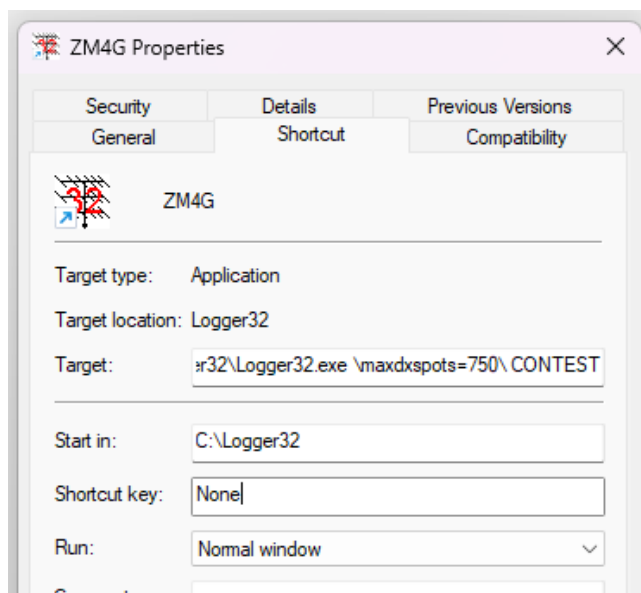 ZM4G Properties
Security Details Previous Versions
General Shortcut Compatibility
32
ZM4G
Target type: Application
Target location: Logger32
Target: er32\Logger32.exe \maxdxspots=750\ CONTEST
Start in: C:\Logger32
Shortcut key: None
Run: Normal window